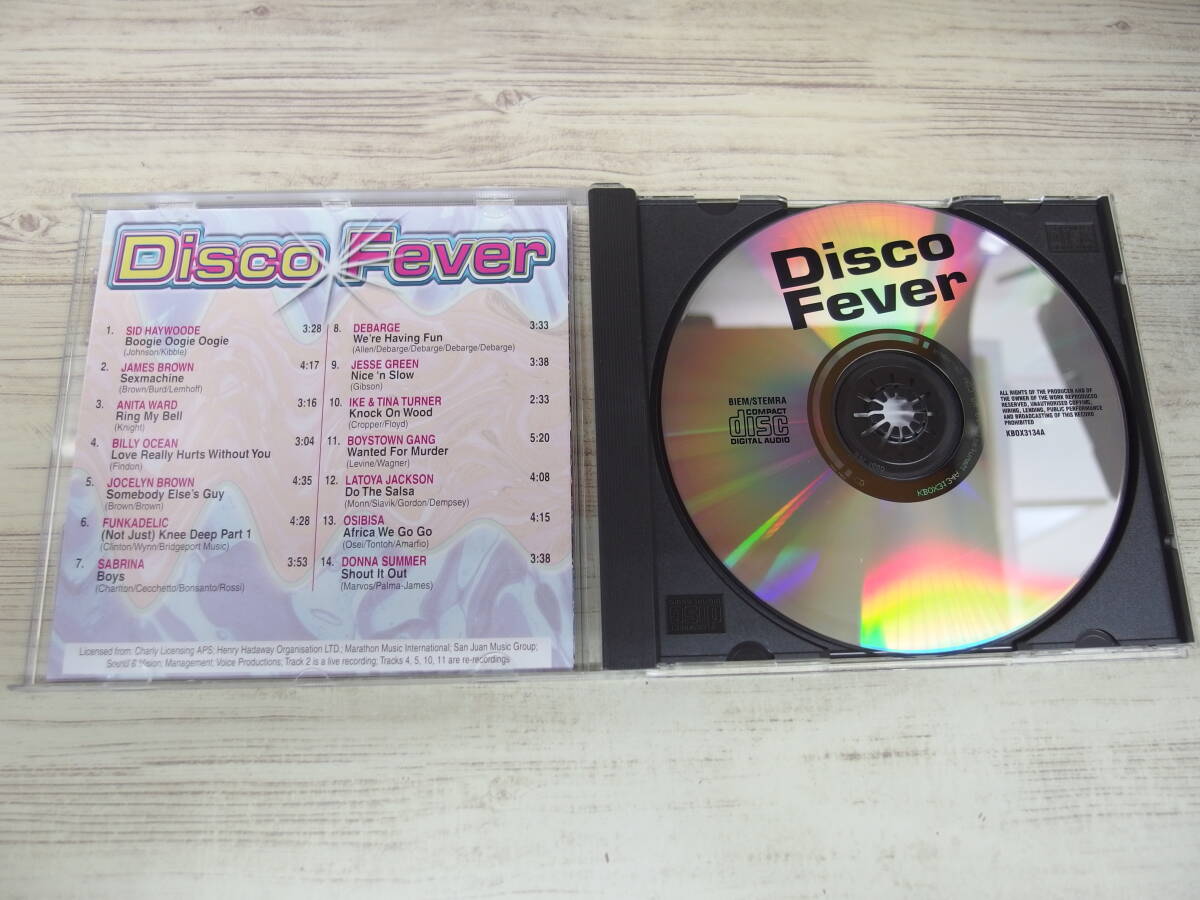 Disco Fever
1. SID HAYWOODE 3:28
Boogie Oogie Oogie
(Johnson/Kibble)
2. JAMES BROWN 4:17
Sexmachine
(Brown/Burd/Lemhoff)
3. ANITA WARD 3:16
Ring My Bell
(Knight)
4. BILLY OCEAN 3:04
Love Really Hurts Without You
(Findon)
5. JOCELYN BROWN 4:35
Somebody Else's Guy
(Brown/Brown)
6. FUNKADELIC 4:28
(Not Just) Knee Deep Part 1
(Clinton/Wynn/Bridgeport Music)
7. SABRINA 3:53
Boys
(Charlton/Cecchetto/Bonsanto/Rossi)
8. DEBARGE 3:33
We're Having Fun
(Allen/Debarge/Debarge/Debarge/Debarge)
9. JESSE GREEN 3:38
Nice 'n Slow
(Gibson)
10. IKE & TINA TURNER 2:33
Knock On Wood
(Cropper/Floyd)
11. BOYSTOWN GANG 5:20
Wanted For Murder
(Levine/Wagner)
12. LATOYA JACKSON 4:08
Do The Salsa
(Monn/Slavik/Gordon/Dempsey)
13. OSIBISA 4:15
Africa We Go Go
(Osei/Tontoh/Amarfio)
14. DONNA SUMMER 3:38
Shout It Out
(Marvos/Palma-James)
Licensed from: Charly Licensing APS; Henry Hadaway Organisation LTD.; Marathon Music International; San Juan Music Group;
Sound & Vision; Management; Voice Productions; Track 2 is a live recording; Tracks 4, 5, 10, 11 are re-recordings
Disco
Fever
BIEM/STEMRA
COMPACT
disc
DIGITAL AUDIO
ALL RIGHTS OF THE PRODUCER AND OF
THE OWNER OF THE WORK REPRODUCED
RESERVED, UNAUTHORISED COPYING,
HIRING, LENDING, PUBLIC PERFORMANCE
AND BROADCASTING OF THIS RECORD
PROHIBITED
KBOX3134A
KBOX3134A